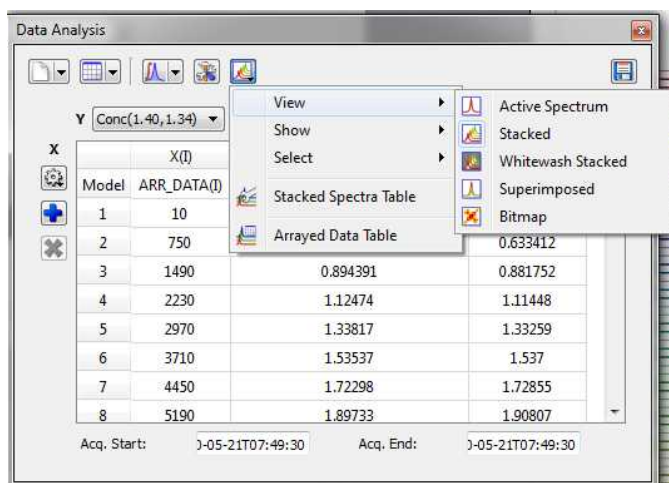 Data Analysis
View
Active Spectrum
Y Conc(1.40,1.34)
Show
Stacked
X
X(I)
Select
Whitewash Stacked
Model ARR_DATA(I)
Stacked Spectra Table
Superimposed
1 10
Arrayed Data Table
Bitmap
2 750 0.633412
3 1490 0.894391 0.881752
4 2230 1.12474 1.11448
5 2970 1.33817 1.33259
6 3710 1.53537 1.537
7 4450 1.72298 1.72855
8 5190 1.89733 1.90807
Acq. Start: 0-05-21T07:49:30 Acq. End: 0-05-21T07:49:30